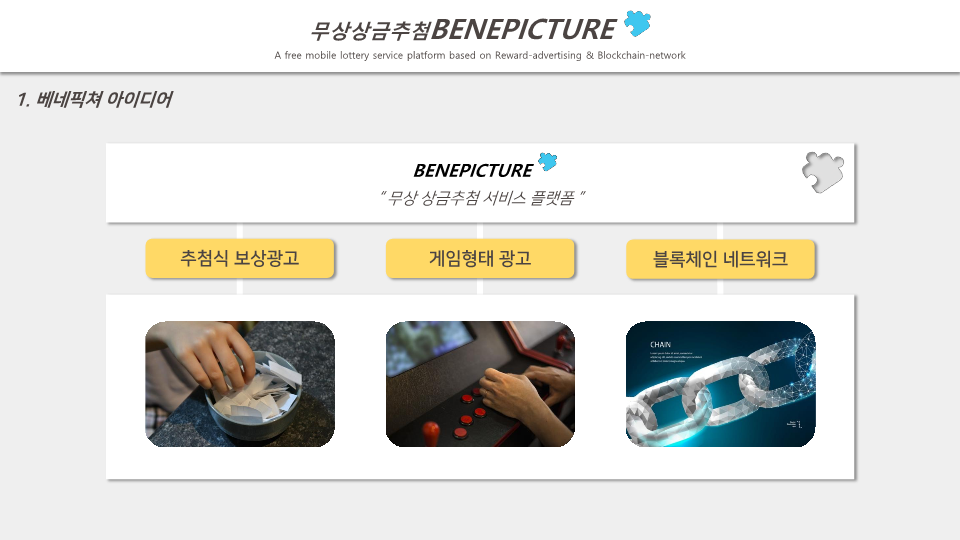 무상상금추첨BENEPICTURE
A free mobile lottery service platform based on Reward-advertising & Blockchain-network
1. 베네픽쳐 아이디어
BENEPICTURE
“ 무상 상금추첨 서비스 플랫폼 ”
추첨식 보상광고
게임형태 광고
블록체인 네트워크
CHAIN